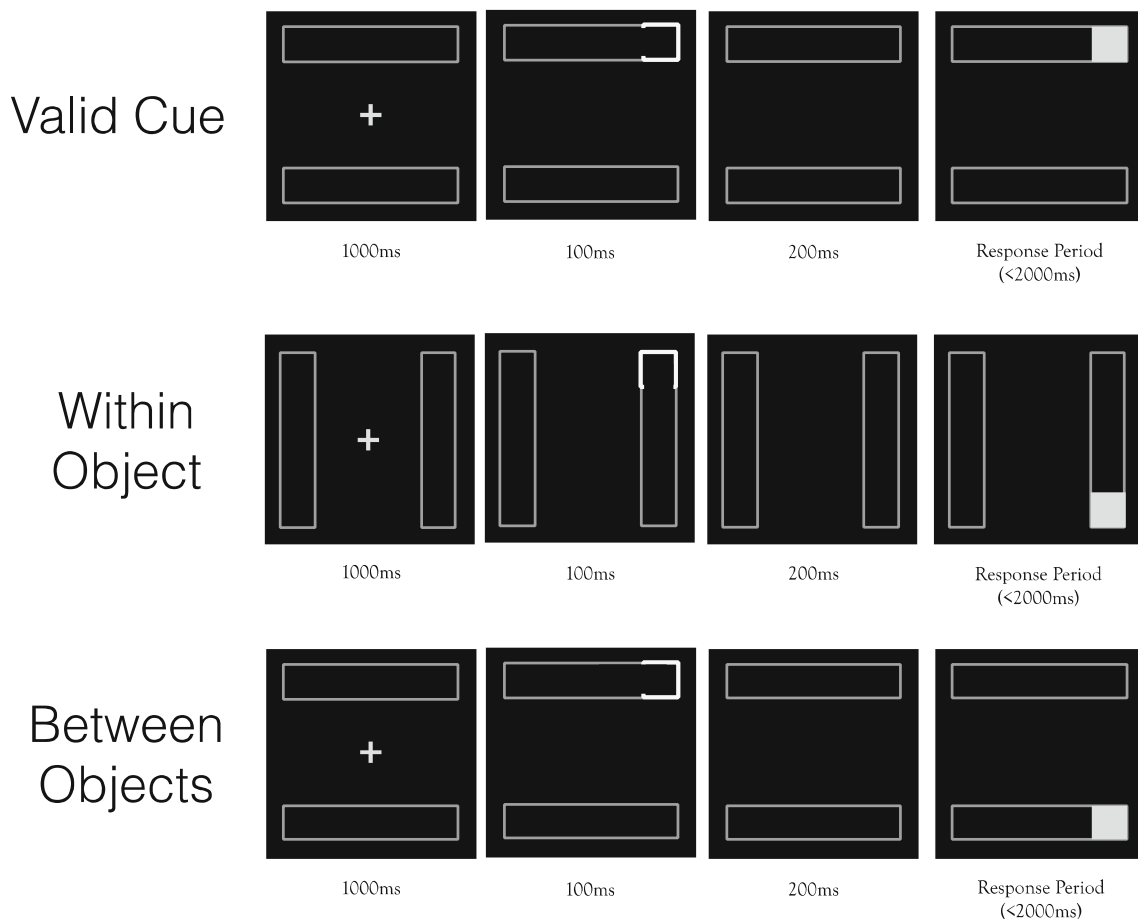 Valid Cue
1000ms
100ms
200ms
Response Period
(<2000ms)
Within
Object
1000ms
100ms
200ms
Response Period
(<2000ms)
Between
Objects
1000ms
100ms
200ms
Response Period
(<2000ms)